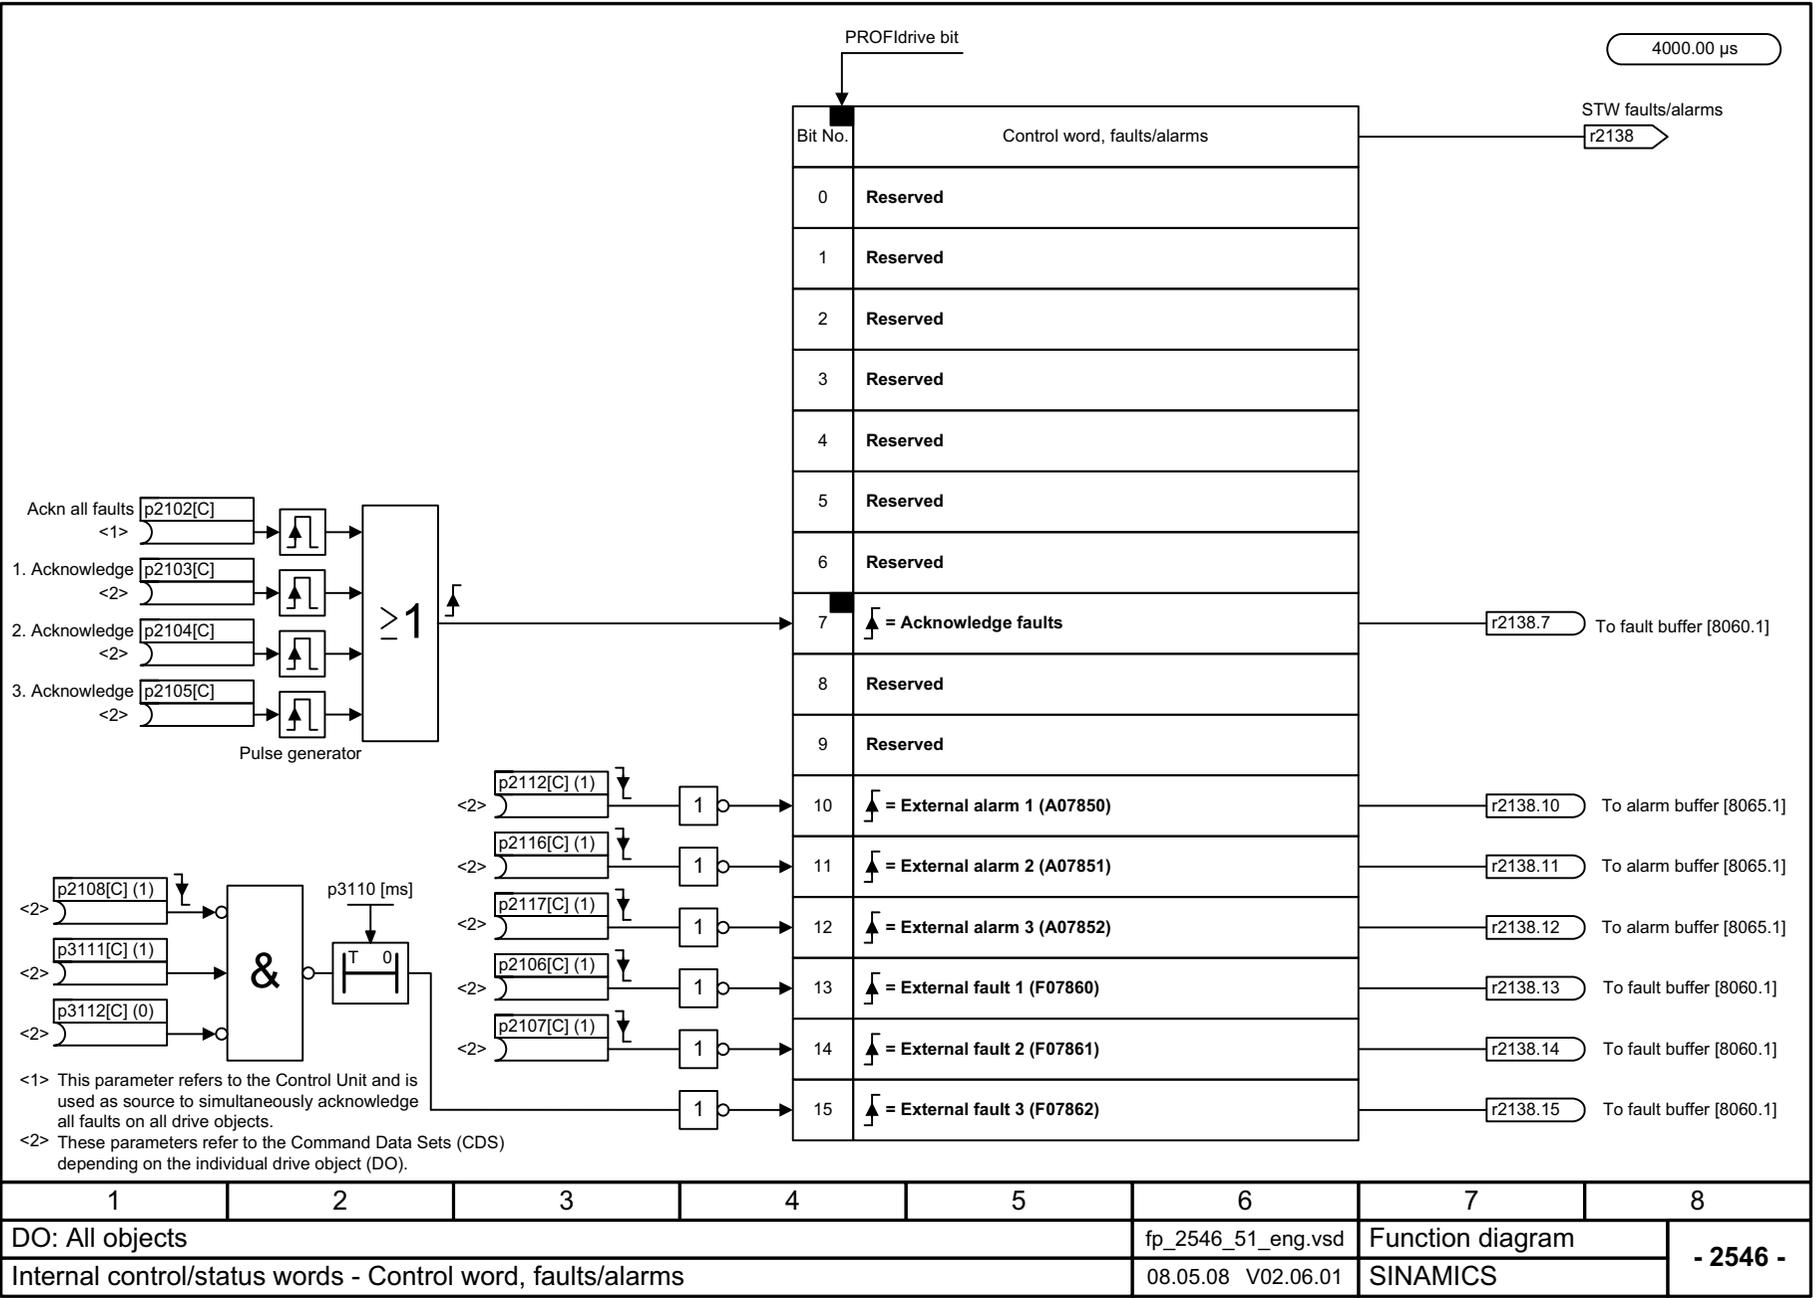 PROFIdrive bit
4000.00 µs
STW faults/alarms
Bit No. Control word, faults/alarms r2138
0 Reserved
1 Reserved
2 Reserved
3 Reserved
4 Reserved
5 Reserved
6 Reserved
7 = Acknowledge faults r2138.7 To fault buffer [8060.1]
8 Reserved
9 Reserved
10 = External alarm 1 (A07850) r2138.10 To alarm buffer [8065.1]
11 = External alarm 2 (A07851) r2138.11 To alarm buffer [8065.1]
12 = External alarm 3 (A07852) r2138.12 To alarm buffer [8065.1]
13 = External fault 1 (F07860) r2138.13 To fault buffer [8060.1]
14 = External fault 2 (F07861) r2138.14 To fault buffer [8060.1]
15 = External fault 3 (F07862) r2138.15 To fault buffer [8060.1]
Ackn all faults p2102[C]
<1>
1. Acknowledge p2103[C]
<2>
2. Acknowledge p2104[C]
<2>
3. Acknowledge p2105[C]
<2>
≥1
Pulse generator
p2112[C] (1)
<2> 1
p2116[C] (1)
<2> 1
p2117[C] (1)
<2> 1
p2106[C] (1)
<2> 1
p2107[C] (1)
<2> 1
1
p2108[C] (1)
<2>
p3111[C] (1)
<2>
p3112[C] (0)
<2>
&
p3110 [ms]
T 0
<1> This parameter refers to the Control Unit and is
used as source to simultaneously acknowledge
all faults on all drive objects.
<2> These parameters refer to the Command Data Sets (CDS)
depending on the individual drive object (DO).
1 2 3 4 5 6 7 8
DO: All objects fp_2546_51_eng.vsd Function diagram
- 2546 -
Internal control/status words - Control word, faults/alarms 08.05.08 V02.06.01 SINAMICS